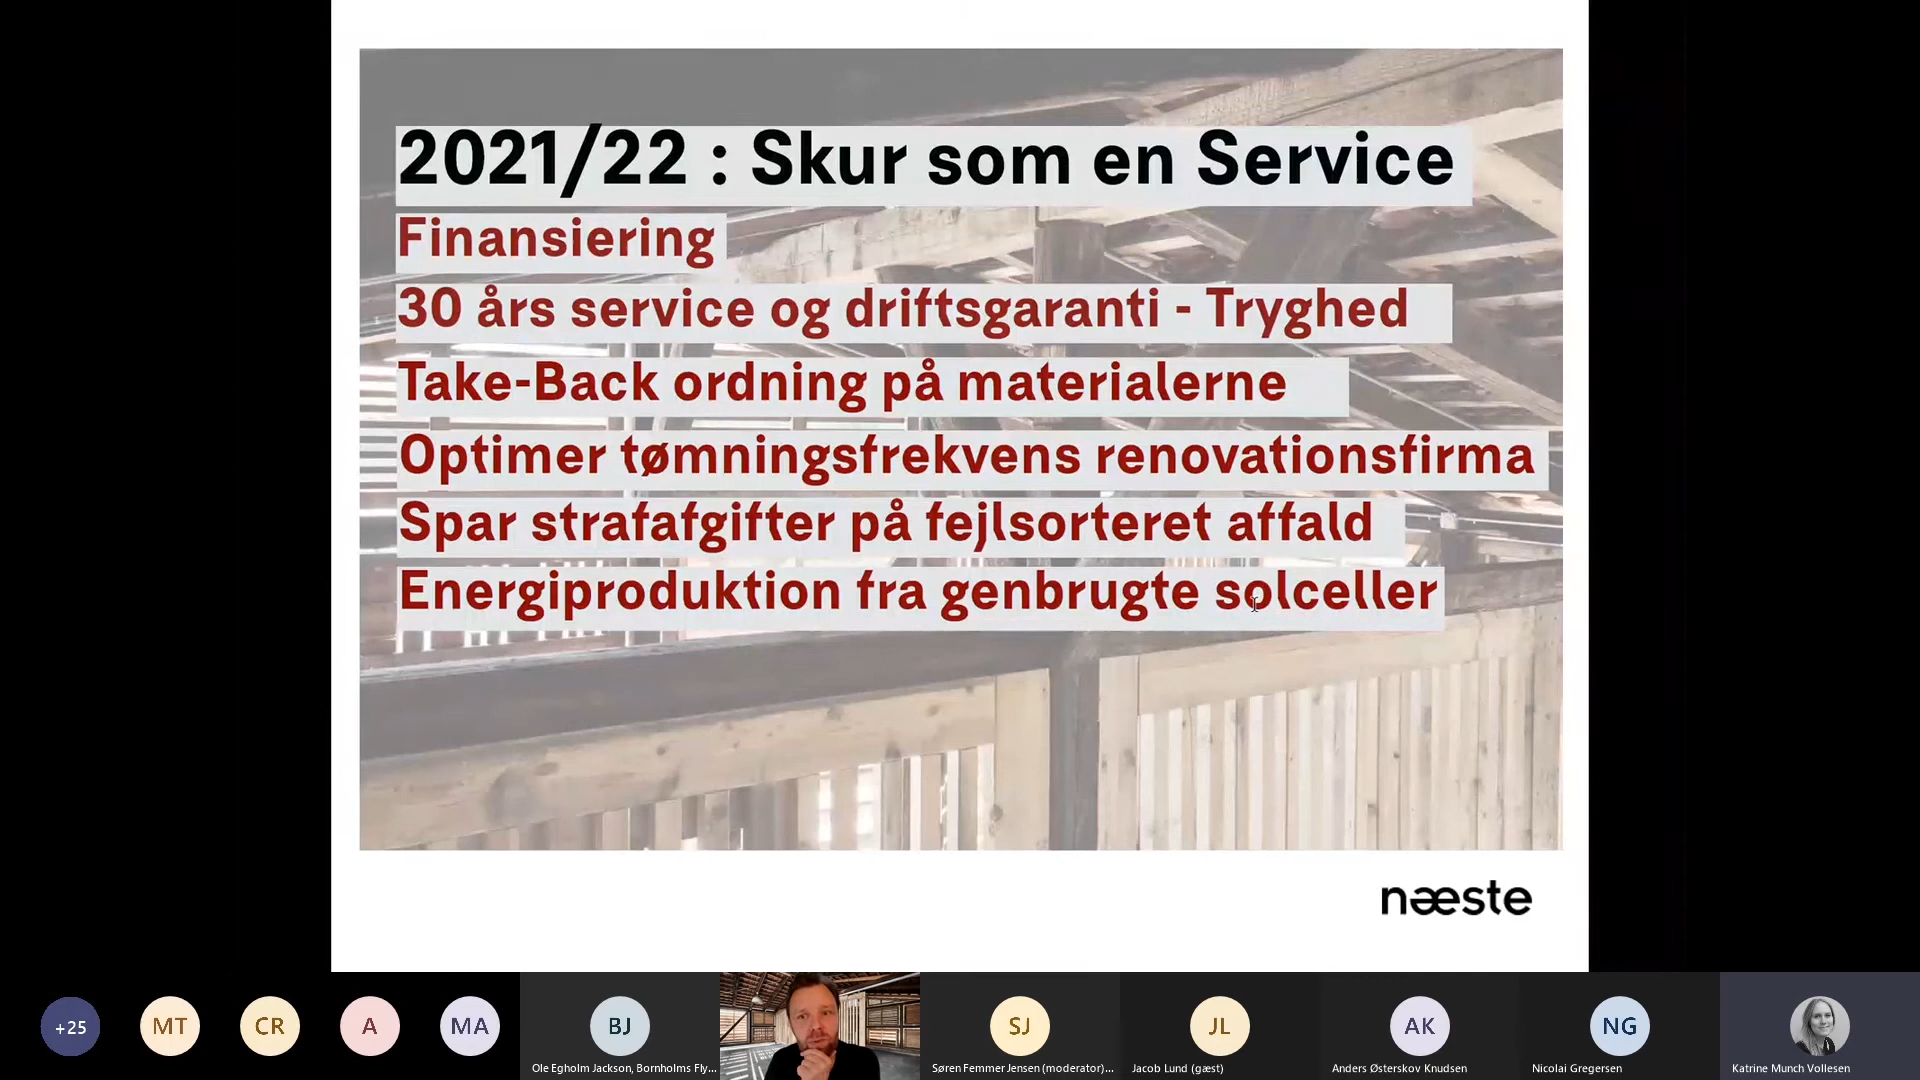 2021/22 : Skur som en Service
Finansiering
30 års service og driftsgaranti - Tryghed
Take-Back ordning på materialerne
Optimer tømningsfrekvens renovationsfirma
Spar strafafgifter på fejlsorteret affald
Energiproduktion fra genbrugte solceller
næste
+25
MT
CR
A
MA
BJ
SJ
JL
AK
NG
Ole Egholm Jackson, Bornholms Fly...
Søren Femmer Jensen (moderator)...
Jacob Lund (gæst)
Anders Østerskov Knudsen
Nicolai Gregersen
Katrine Munch Vollesen